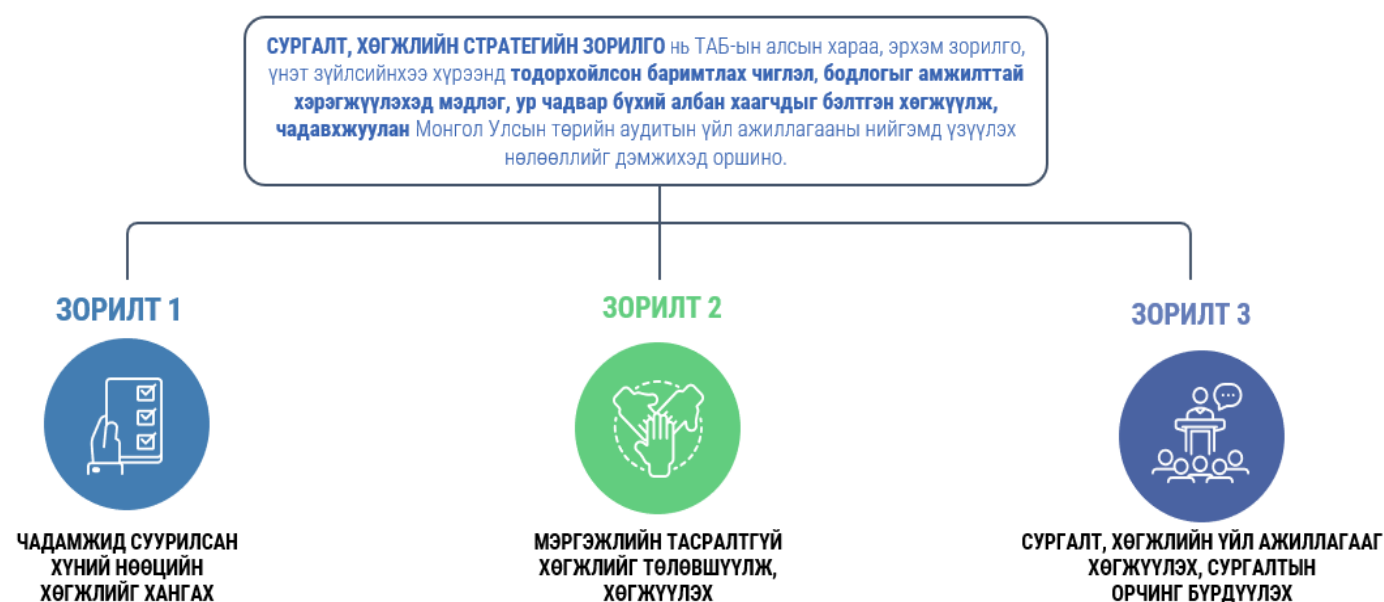 СУРГАЛТ, ХӨГЖЛИЙН СТРАТЕГИЙН ЗОРИЛГО нь ТАБ-ын алсын хараа, эрхэм зорилго,
үнэт зүйлсийнхээ хүрээнд тодорхойлсон баримтлах чиглэл, бодлогыг амжилттай
хэрэгжүүлэхэд мэдлэг, ур чадвар бүхий албан хаагчдыг бэлтгэн хөгжүүлж,
чадавхжуулан Монгол Улсын төрийн аудитын үйл ажиллагааны нийгэмд үзүүлэх
нөлөөллийг дэмжихэд оршино.
ЗОРИЛТ 1
ЧАДАМЖИД СУУРИЛСАН
ХҮНИЙ НӨӨЦИЙН
ХӨГЖЛИЙГ ХАНГАХ
ЗОРИЛТ 2
МЭРГЭЖЛИЙН ТАСРАЛТГҮЙ
ХӨГЖЛИЙГ ТӨЛӨВШҮҮЛЖ,
ХӨГЖҮҮЛЭХ
ЗОРИЛТ 3
СУРГАЛТ, ХӨГЖЛИЙН ҮЙЛ АЖИЛЛАГААГ
ХӨГЖҮҮЛЭХ, СУРГАЛТЫН
ОРЧИНГ БҮРДҮҮЛЭХ